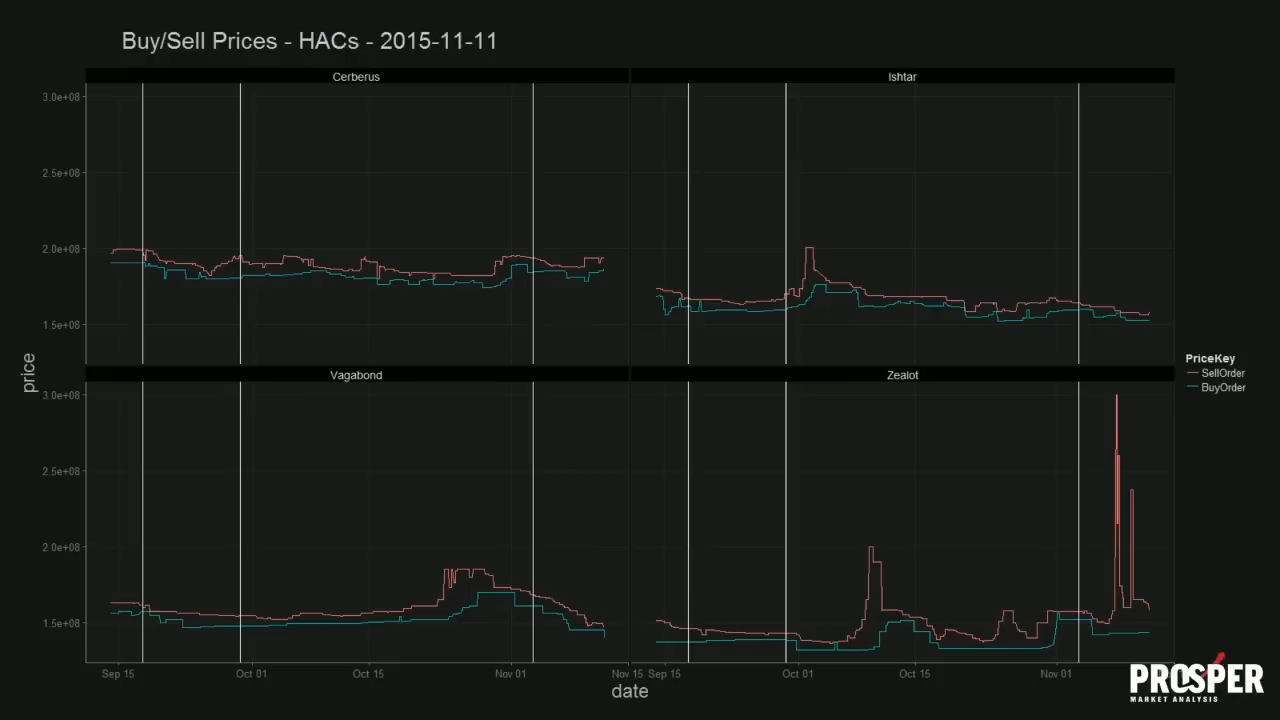 Buy/Sell Prices - HACs - 2015-11-11
Cerberus
Ishtar
3.0e+08
2.5e+08
2.0e+08
1.5e+08
price
Vagabond
Zealot
3.0e+08
2.5e+08
2.0e+08
1.5e+08
Sep 15
Oct 01
Oct 15
Nov 01
Nov 15
Sep 15
Oct 01
Oct 15
Nov 01
date
PriceKey
SellOrder
BuyOrder
PROSPER
MARKET ANALYSIS